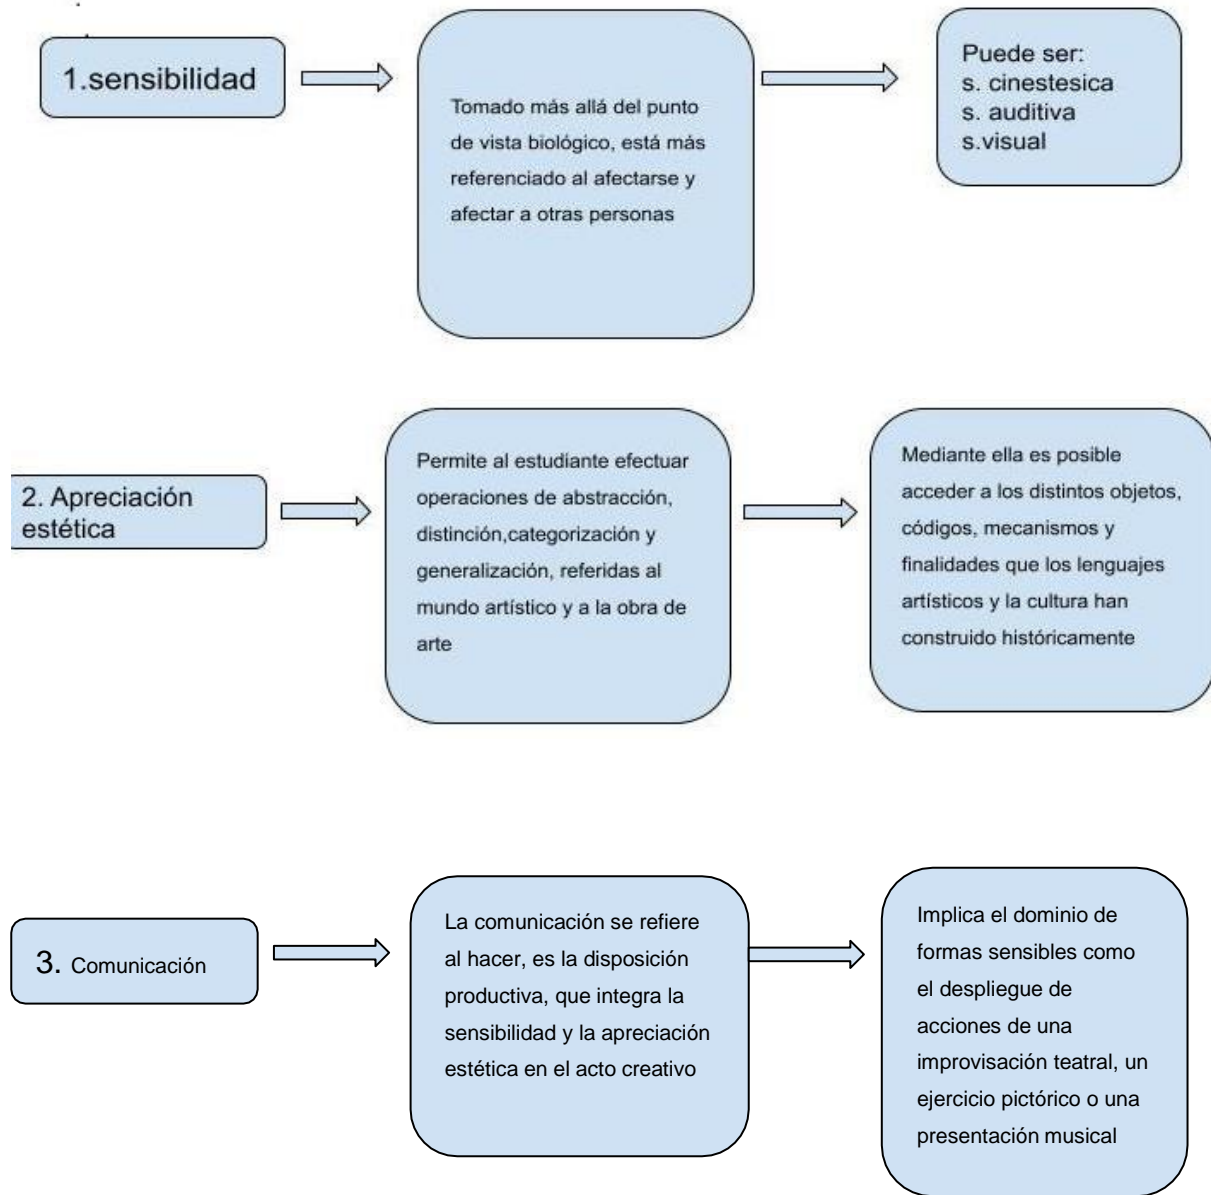 1.sensibilidad
Tomado más allá del punto
de vista biológico, está más
referenciado al afectarse y
afectar a otras personas
Puede ser:
s. cinestesica
s. auditiva
s.visual
2. Apreciación
estética
Permite al estudiante efectuar
operaciones de abstracción,
distinción,categorización y
generalización, referidas al
mundo artístico y a la obra de
arte
Mediante ella es posible
acceder a los distintos objetos,
códigos, mecanismos y
finalidades que los lenguajes
artísticos y la cultura han
construido históricamente
3. Comunicación
La comunicación se refiere
al hacer, es la disposición
productiva, que integra la
sensibilidad y la apreciación
estética en el acto creativo
Implica el dominio de
formas sensibles como
el despliegue de
acciones de una
improvisación teatral, un
ejercicio pictórico o una
presentación musical